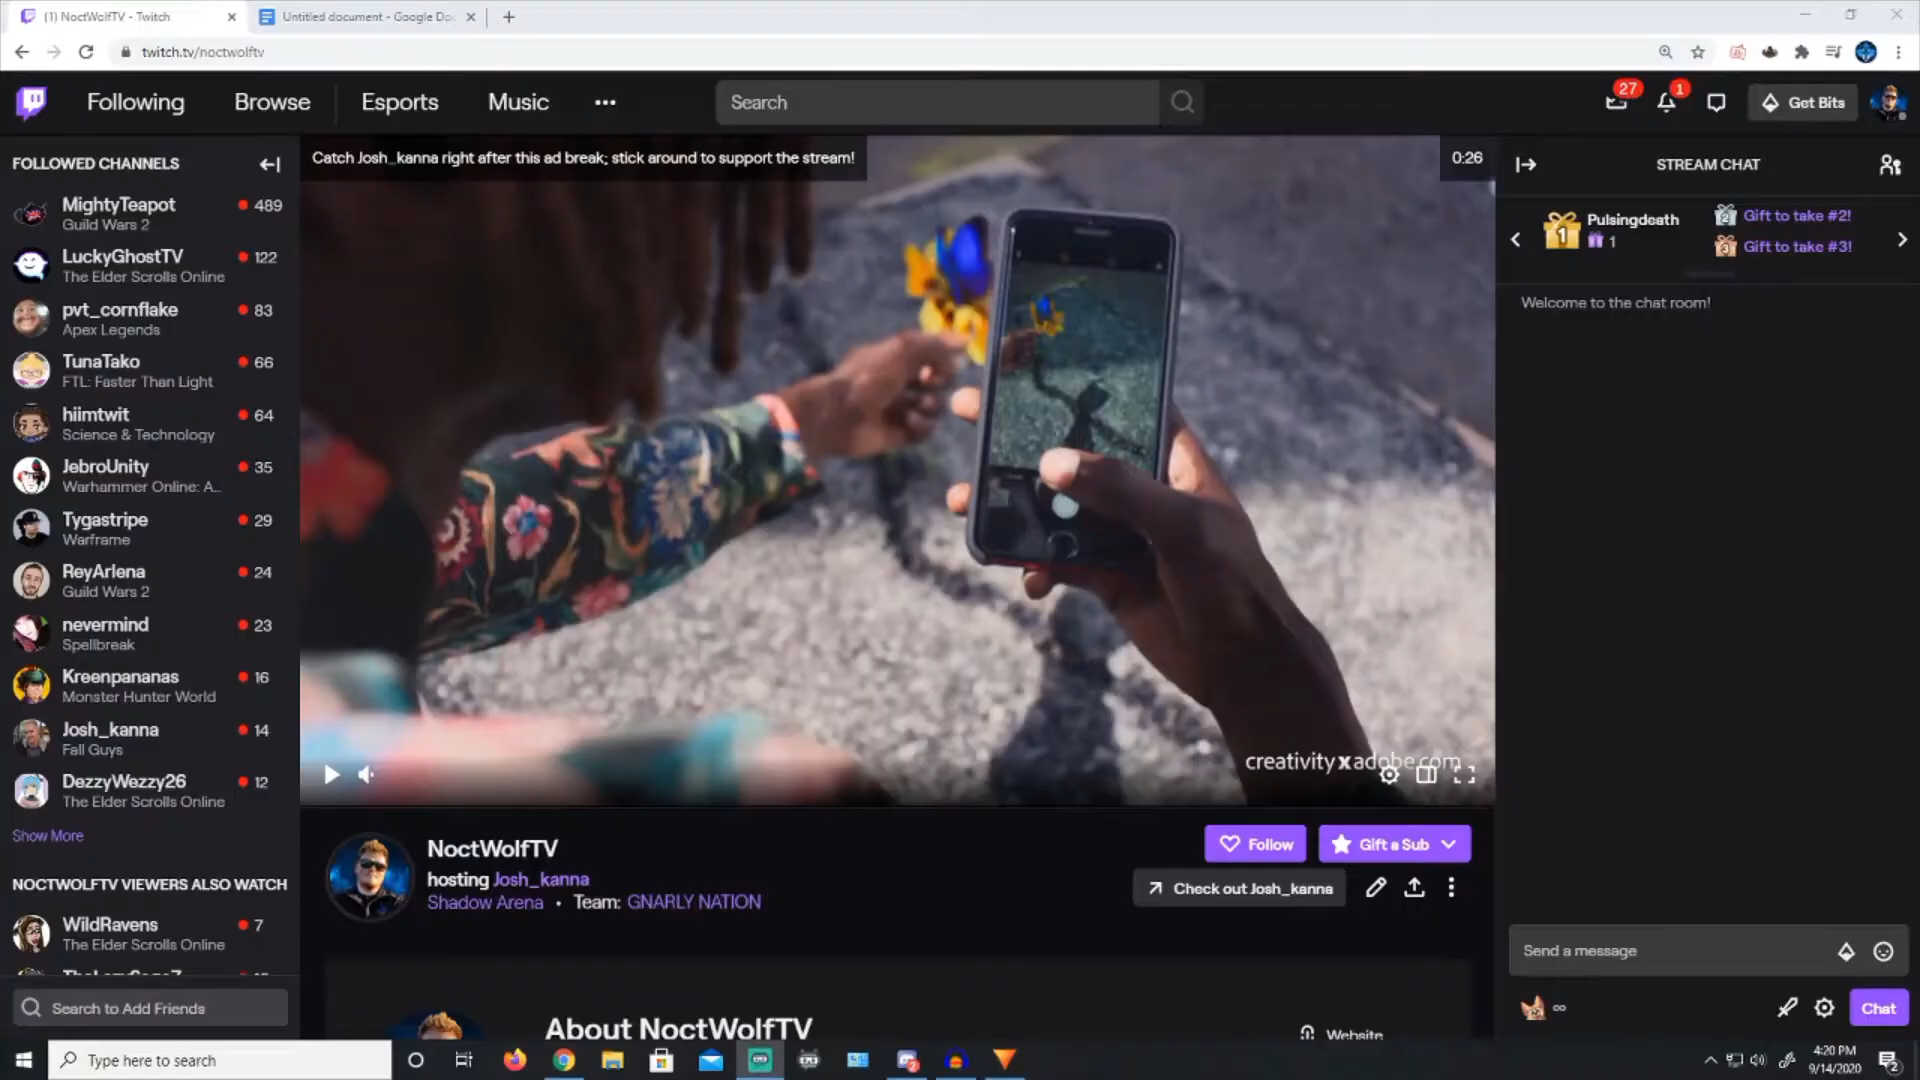 (1) NoctWolfTV - Twitch
Untitled document - Google Do
twitch.tv/noctwolftv
Following
Browse
Esports
Music
Search
27
1
Get Bits
FOLLOWED CHANNELS
MightyTeapot 489
Guild Wars 2
LuckyGhostTV 122
The Elder Scrolls Online
pvt_cornflake 83
Apex Legends
TunaTako 66
FTL: Faster Than Light
hiimtwit 64
Science & Technology
JebroUnity 35
Warhammer Online: A...
Tygastripe 29
Warframe
ReyArlena 24
Guild Wars 2
nevermind 23
Spellbreak
Kreenpananas 16
Monster Hunter World
Josh_kanna 14
Fall Guys
DezzyWezzy26 12
The Elder Scrolls Online
Show More
NOCTWOLFTV VIEWERS ALSO WATCH
WildRavens 7
The Elder Scrolls Online
Search to Add Friends
Catch Josh_kanna right after this ad break; stick around to support the stream!
0:26
creativityxadobe.com
NoctWolfTV
hosting Josh_kanna
Shadow Arena • Team: GNARLY NATION
Follow
Gift a Sub
Check out Josh_kanna
About NoctWolfTV
Website
STREAM CHAT
1
Pulsingdeath
1
2
Gift to take #2!
3
Gift to take #3!
Welcome to the chat room!
Send a message
∞
Chat
Type here to search
2
4:20 PM
9/14/2020
2